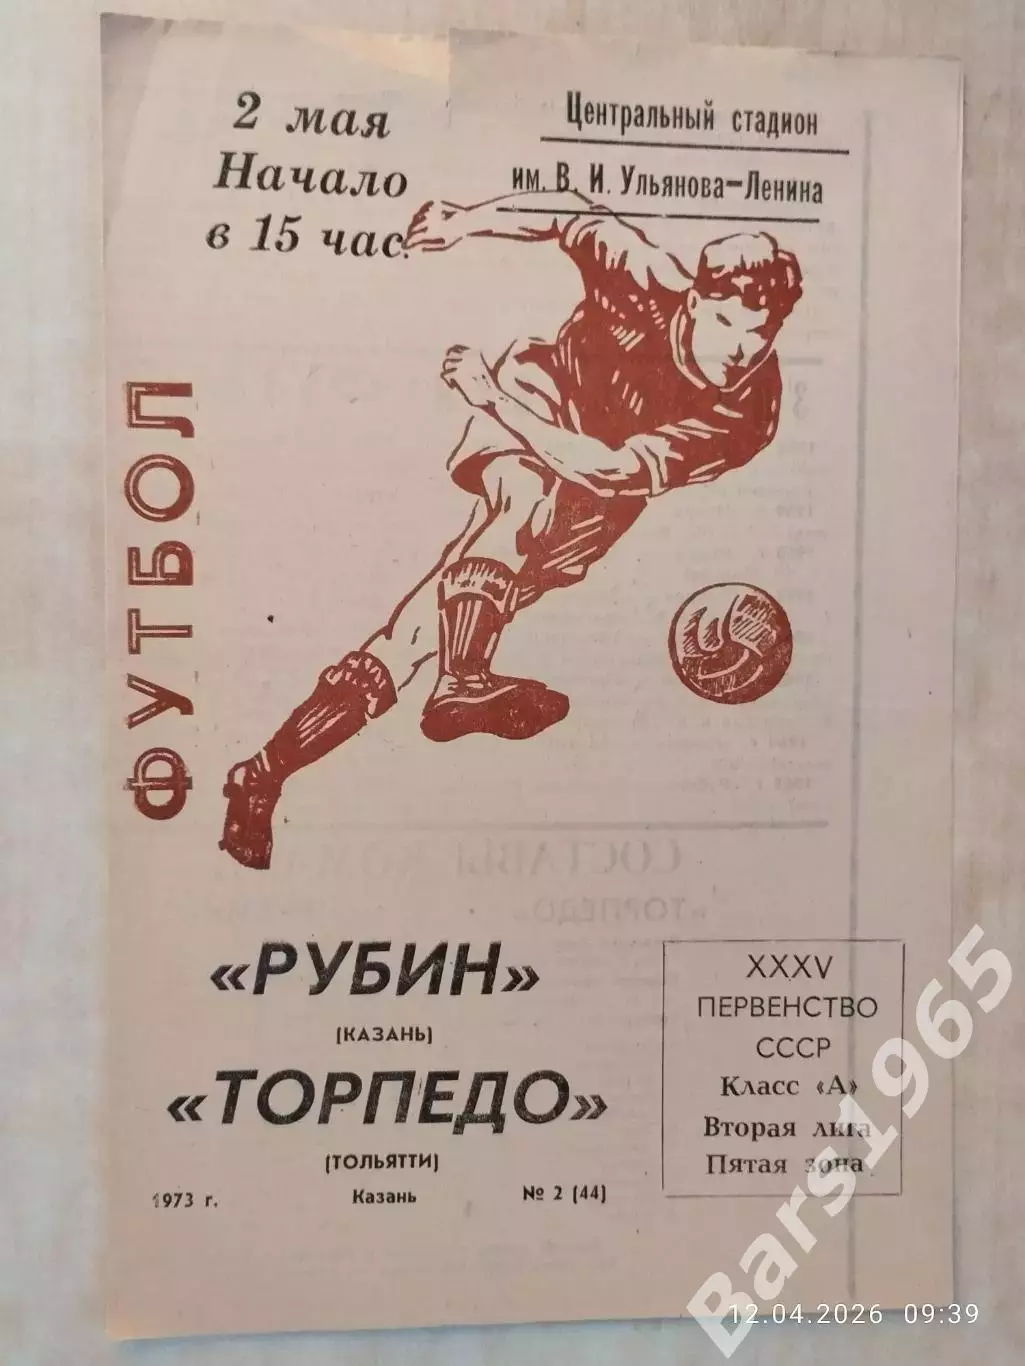 2 мая
Начало
в 15 час.
Центральный стадион
им. В. И. Ульянова-Ленина
ФУТБОЛ
«РУБИН»
(КАЗАНЬ)
«ТОРПЕДО»
(ТОЛЬЯТТИ)
1973 г. Казань № 2 (44)
XXXV
ПЕРВЕНСТВО
СССР
Класс «А»
Вторая лига
Пятая зона
Bars1965
12.04.2026 09:39